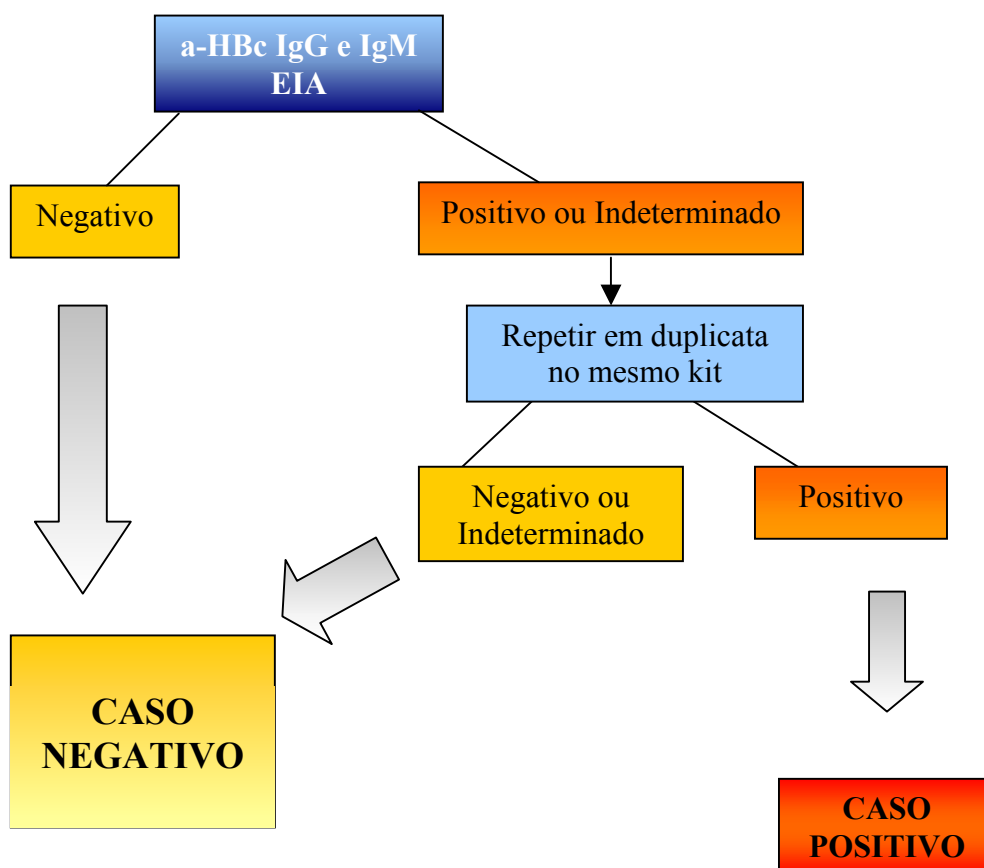 a-HBc IgG e IgM
EIA
Negativo
Positivo ou Indeterminado
Repetir em duplicata
no mesmo kit
Negativo ou
Indeterminado
Positivo
CASO
NEGATIVO
CASO
POSITIVO